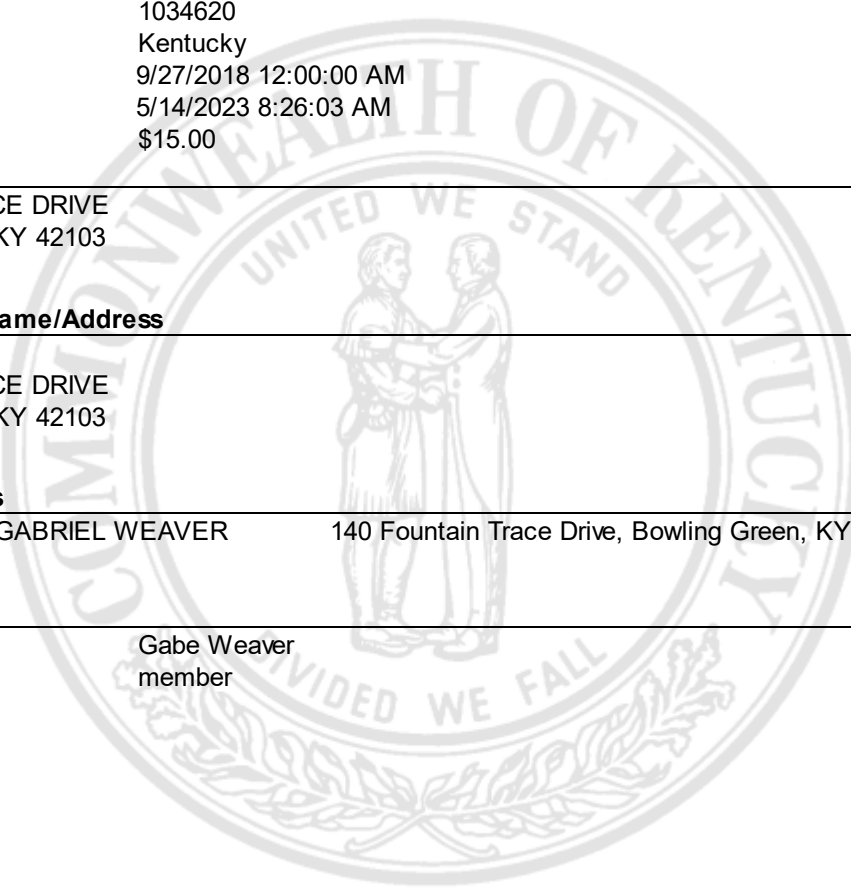 1034620
Kentucky
9/27/2018 12:00:00 AM
5/14/2023 8:26:03 AM
$15.00
CE DRIVE
KY 42103
ame/Address
CE DRIVE
KY 42103
s
GABRIEL WEAVER 140 Fountain Trace Drive, Bowling Green, KY
Gabe Weaver
member
COMMONWEALTH OF KENTUCKY
UNITED WE STAND
DIVIDED WE FALL